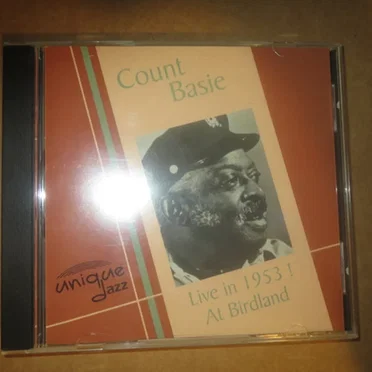 Count
Basie
Live in 1953 !
At Birdland
unique
Jazz